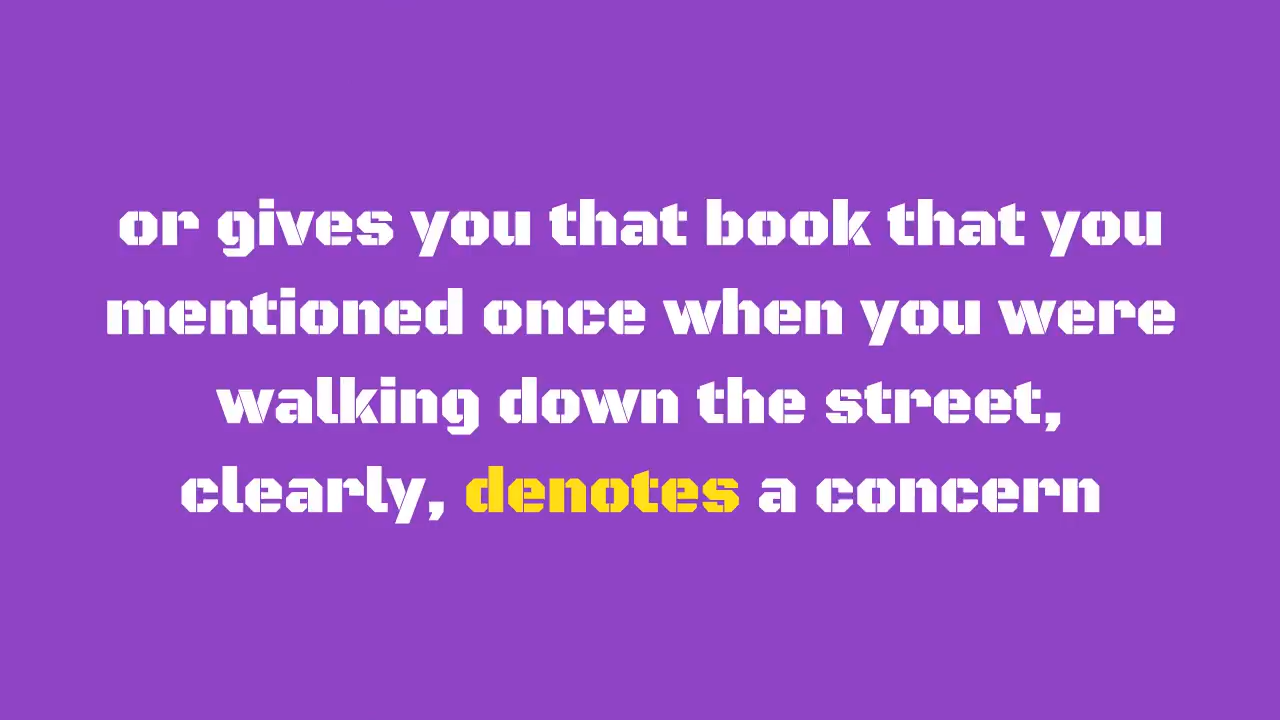 or gives you that book that you
mentioned once when you were
walking down the street,
clearly, denotes a concern